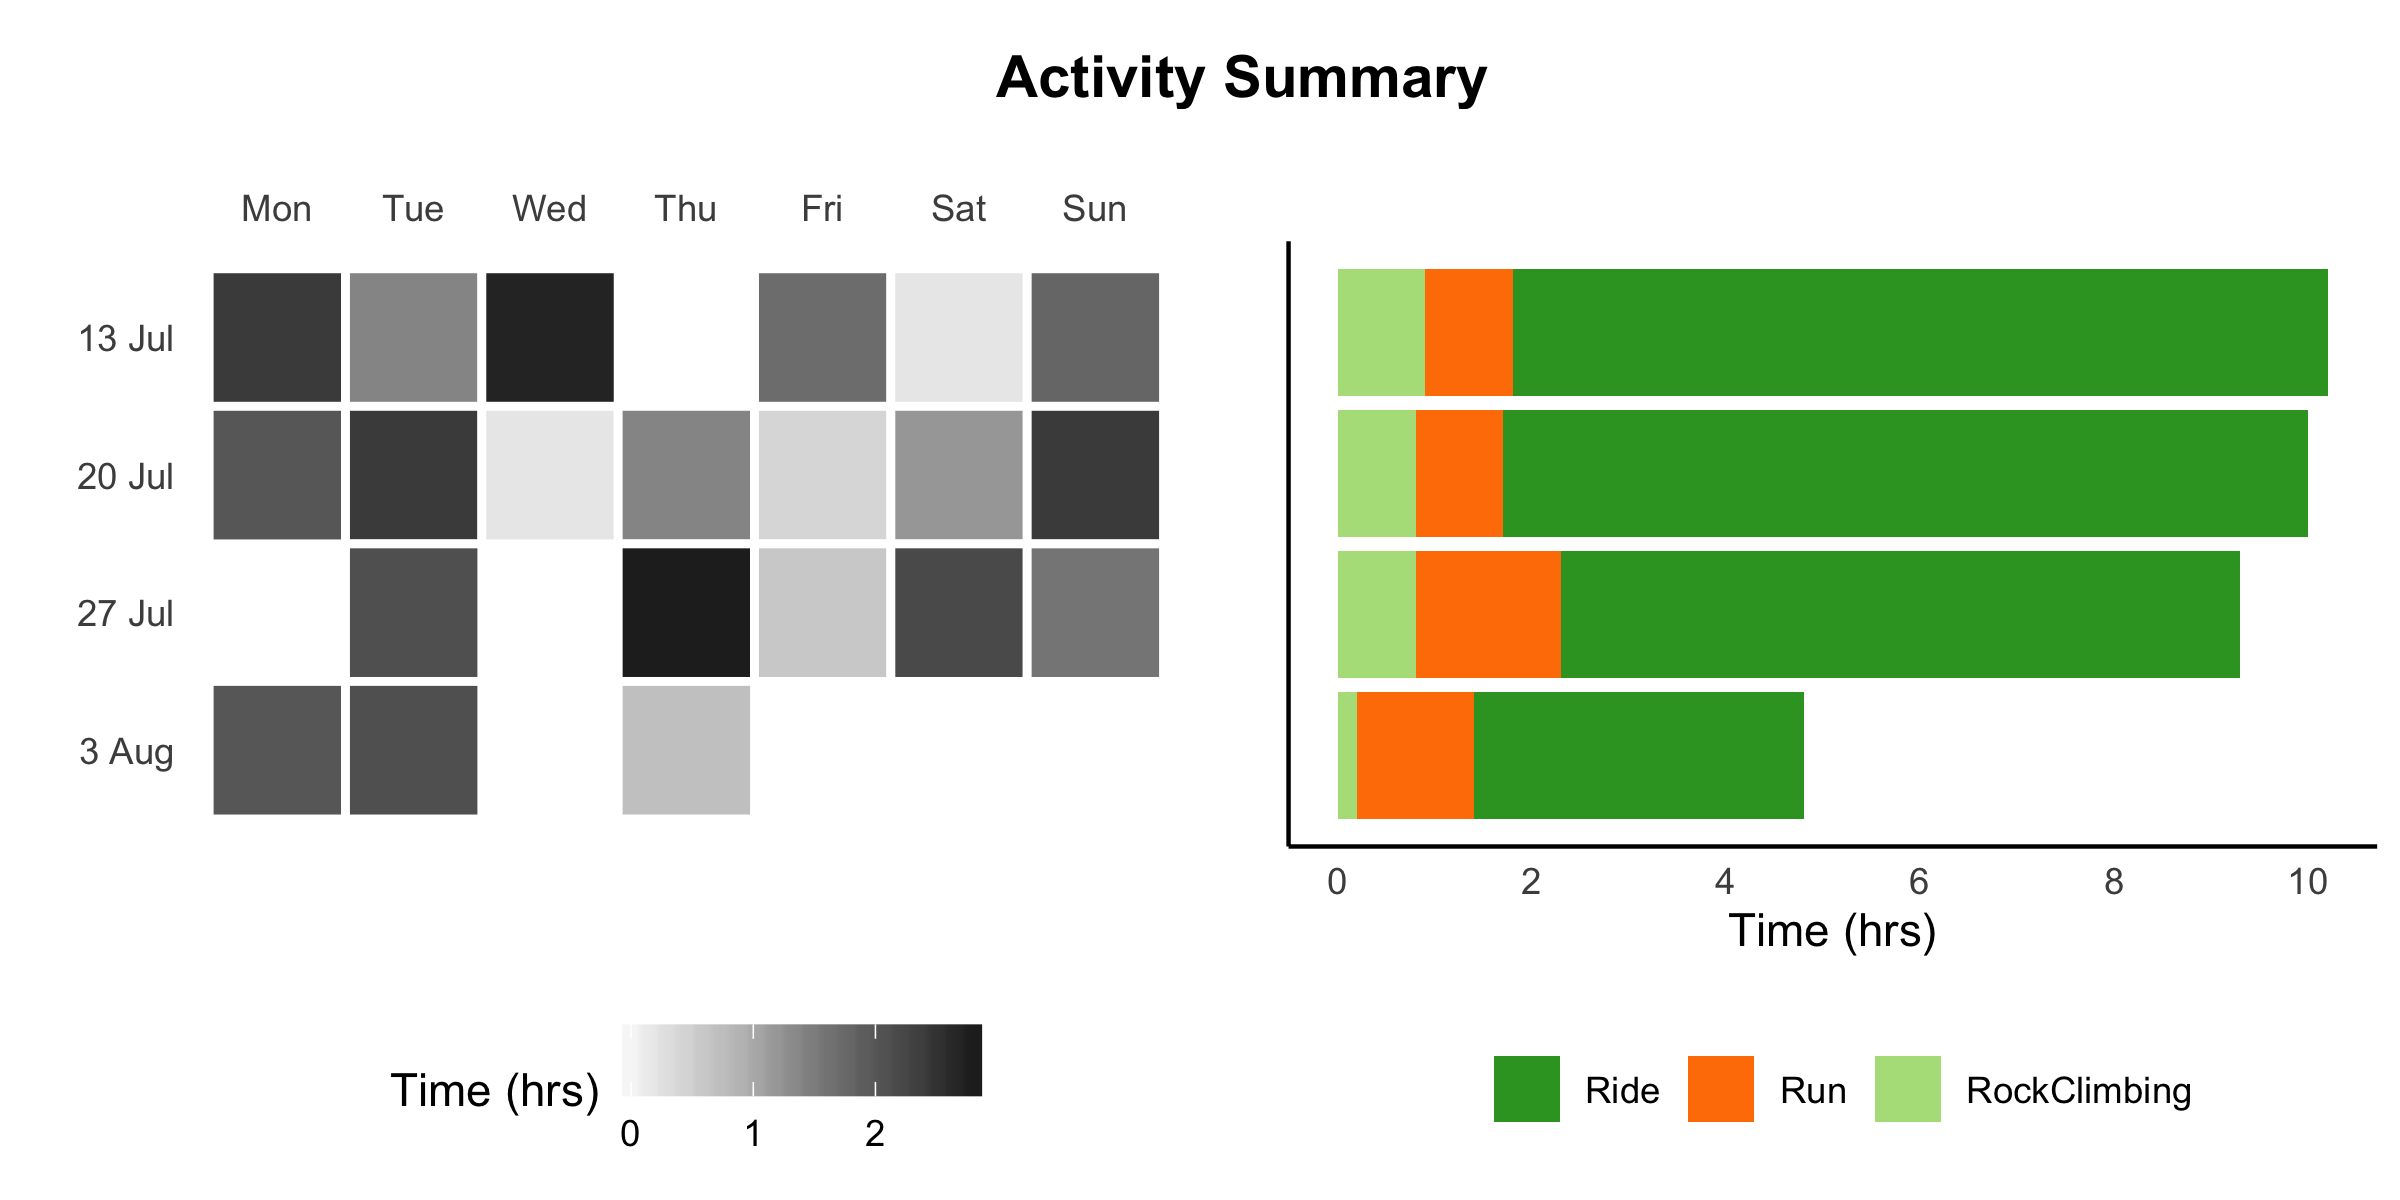 Activity Summary
Mon Tue Wed Thu Fri Sat Sun
13 Jul
20 Jul
27 Jul
3 Aug
Time (hrs)
0 1 2
0 2 4 6 8 10
Time (hrs)
Ride Run RockClimbing